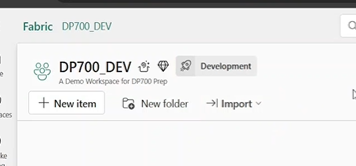 Fabric DP700_DEV
DP700_DEV Development
A Demo Workspace for DP700 Prep
+ New item New folder Import